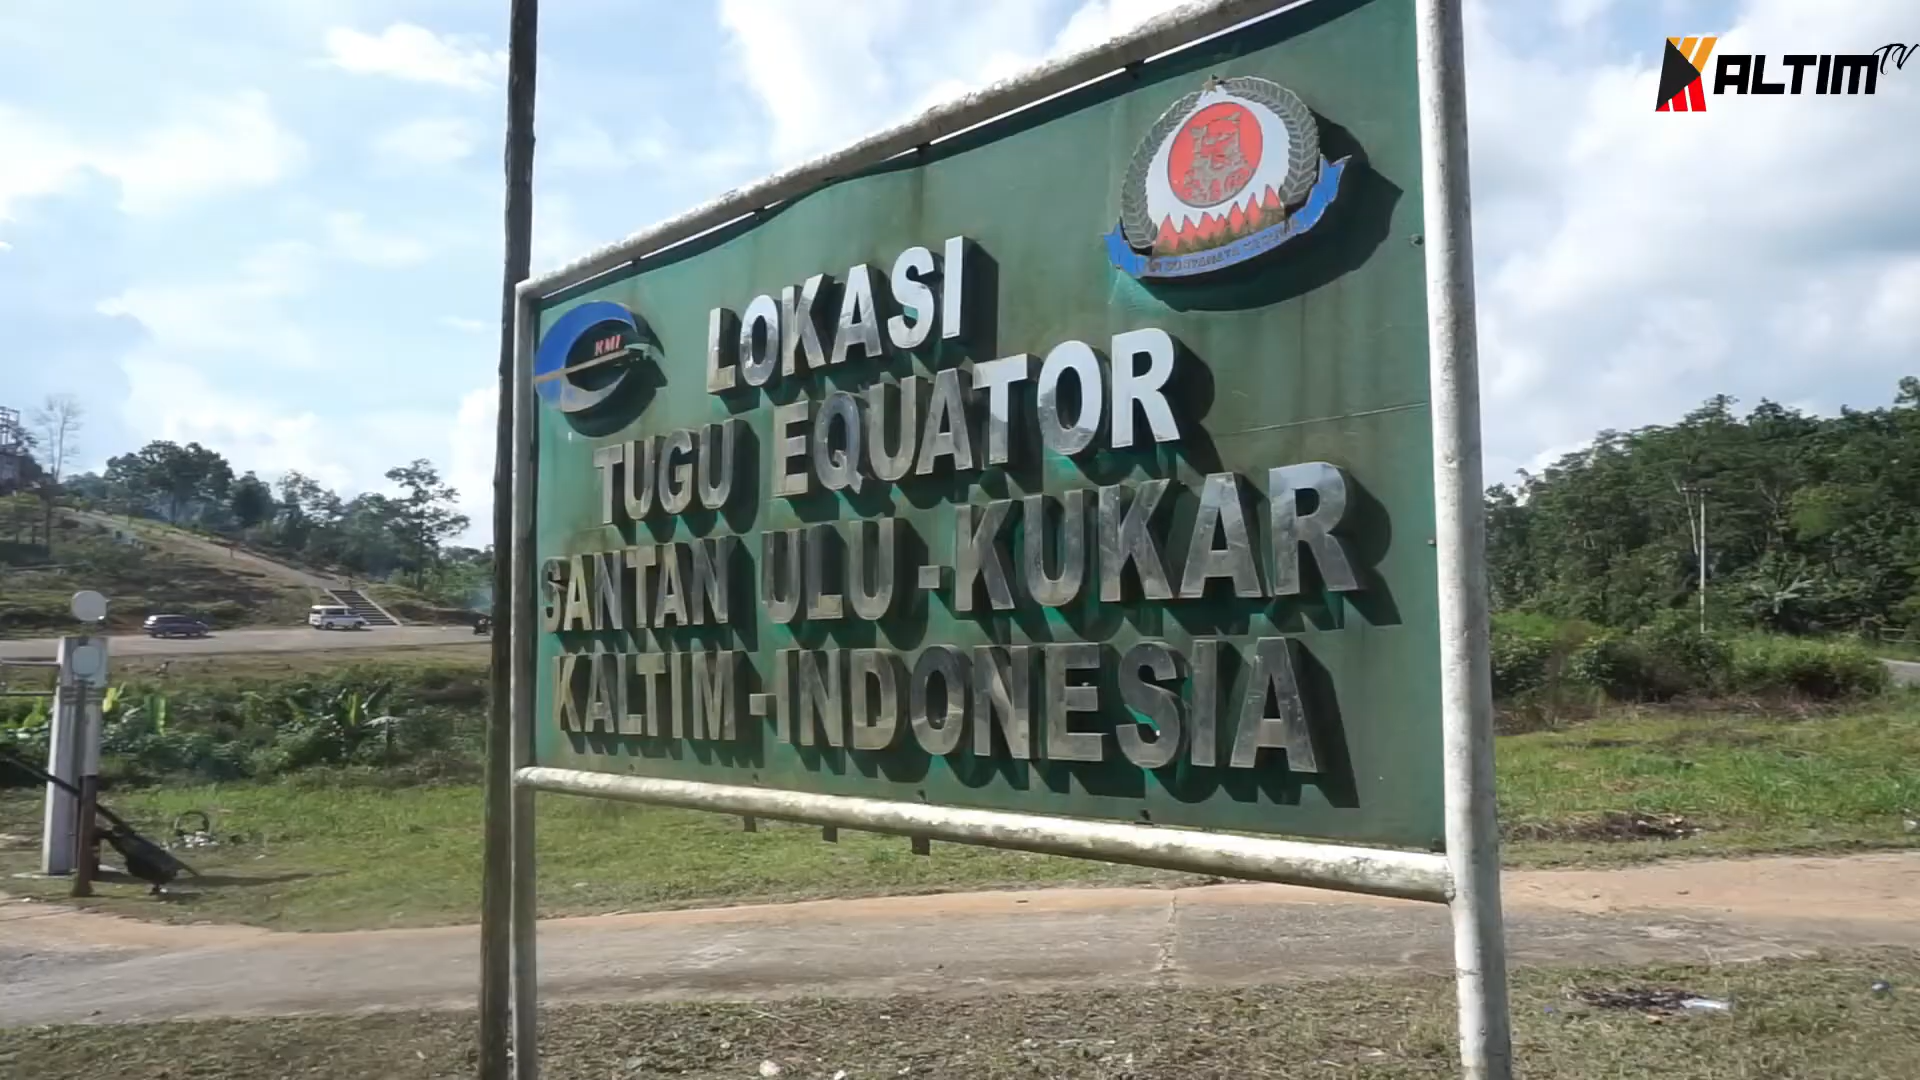 KALTIM TV
KMI
LOKASI
TUGU EQUATOR
SANTAN ULU-KUKAR
KALTIM-INDONESIA